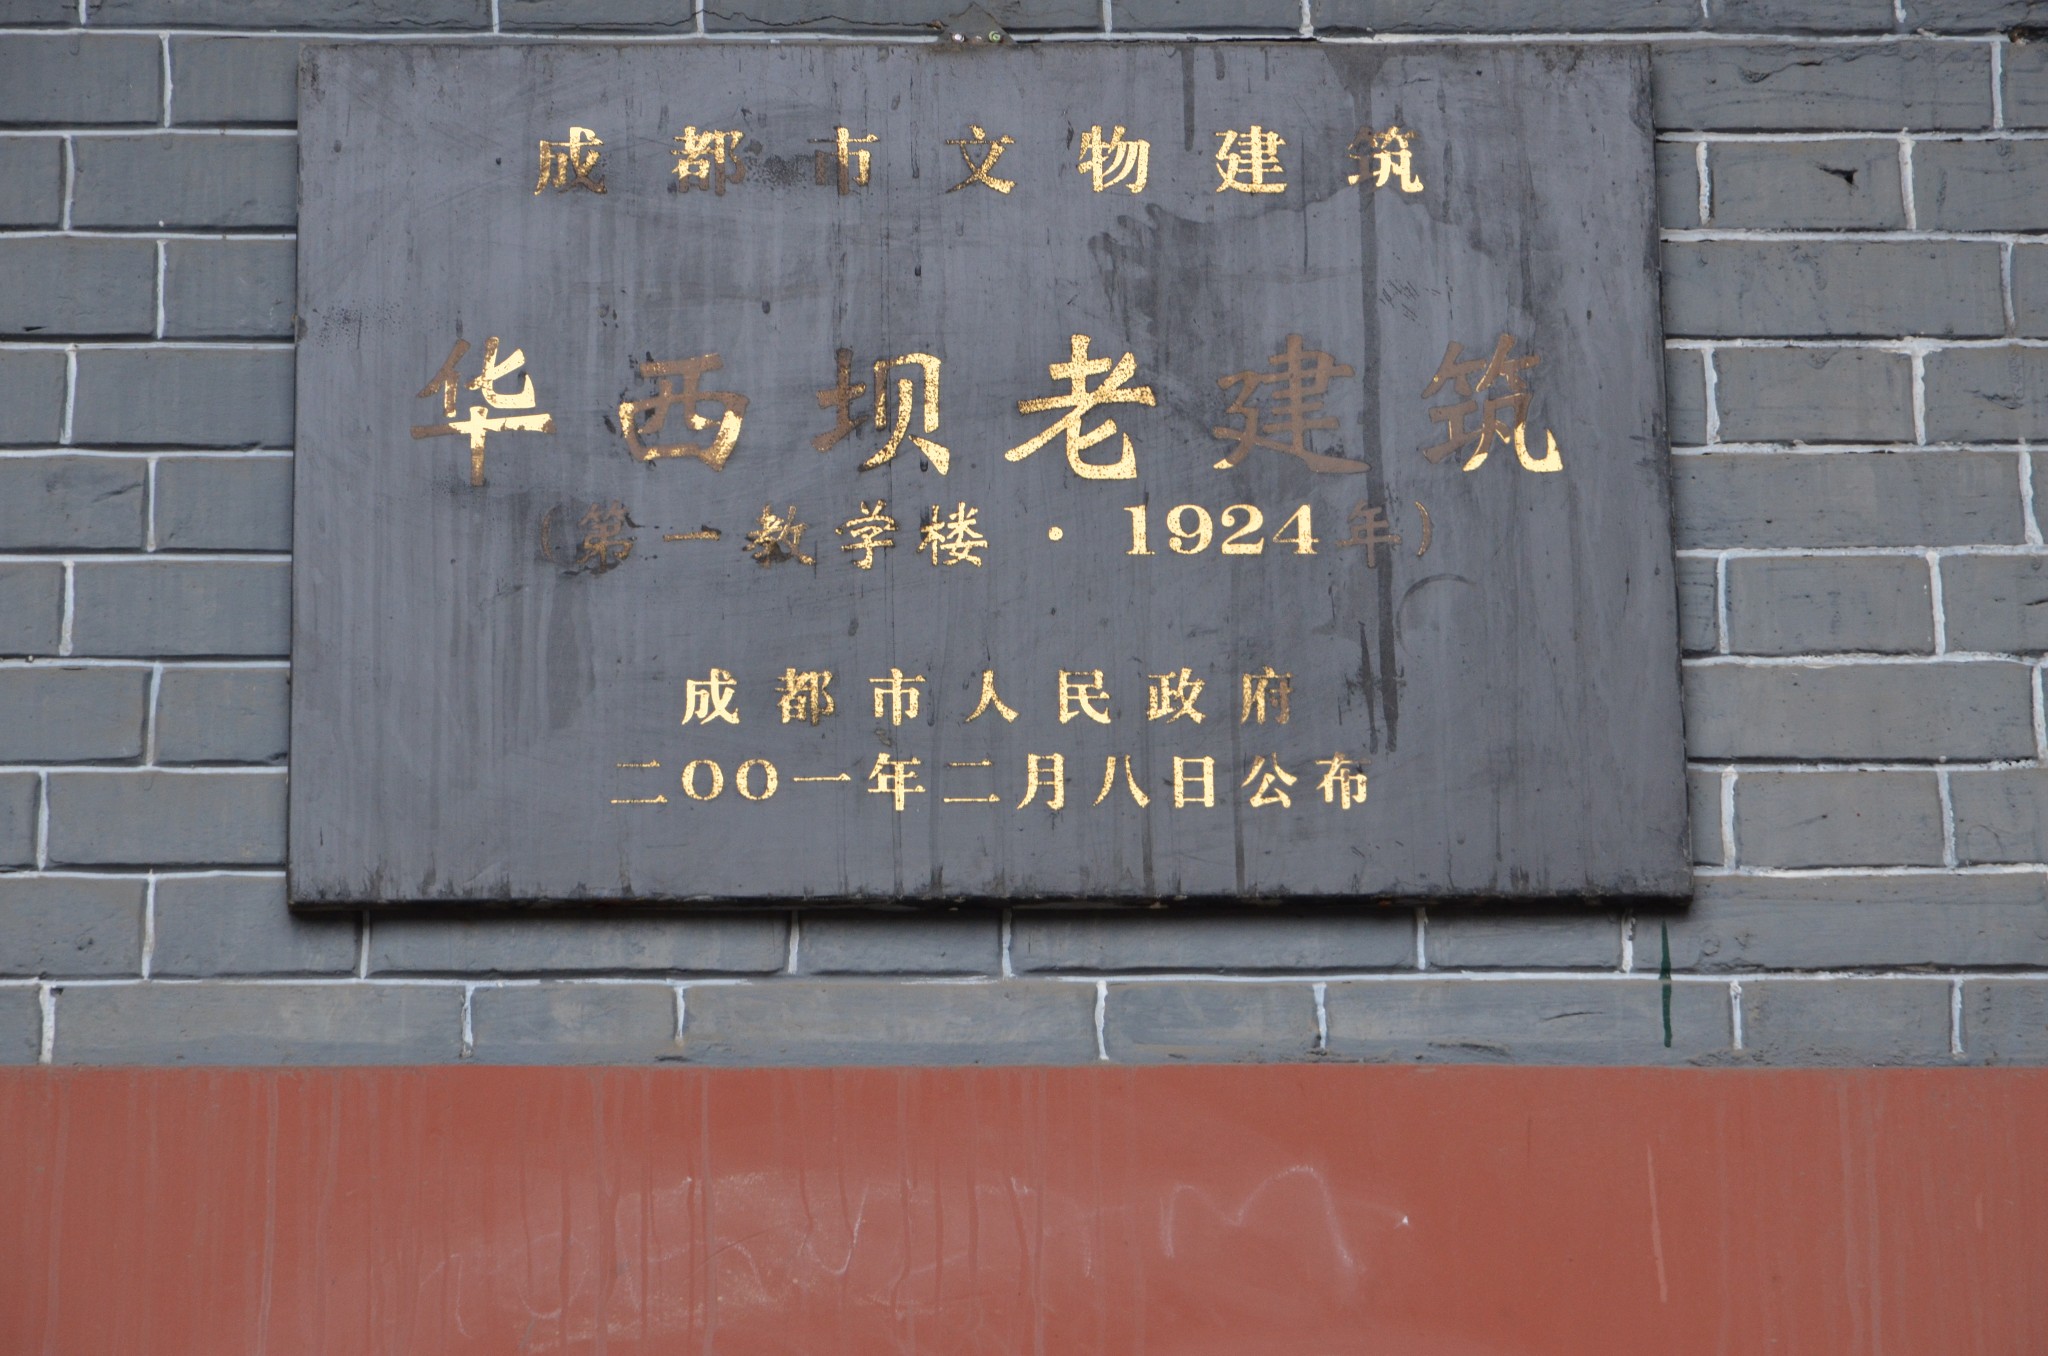 成都市文物建筑
华西坝老建筑
(第一教学楼·1924年)
成都市人民政府
二00一年二月八日公布